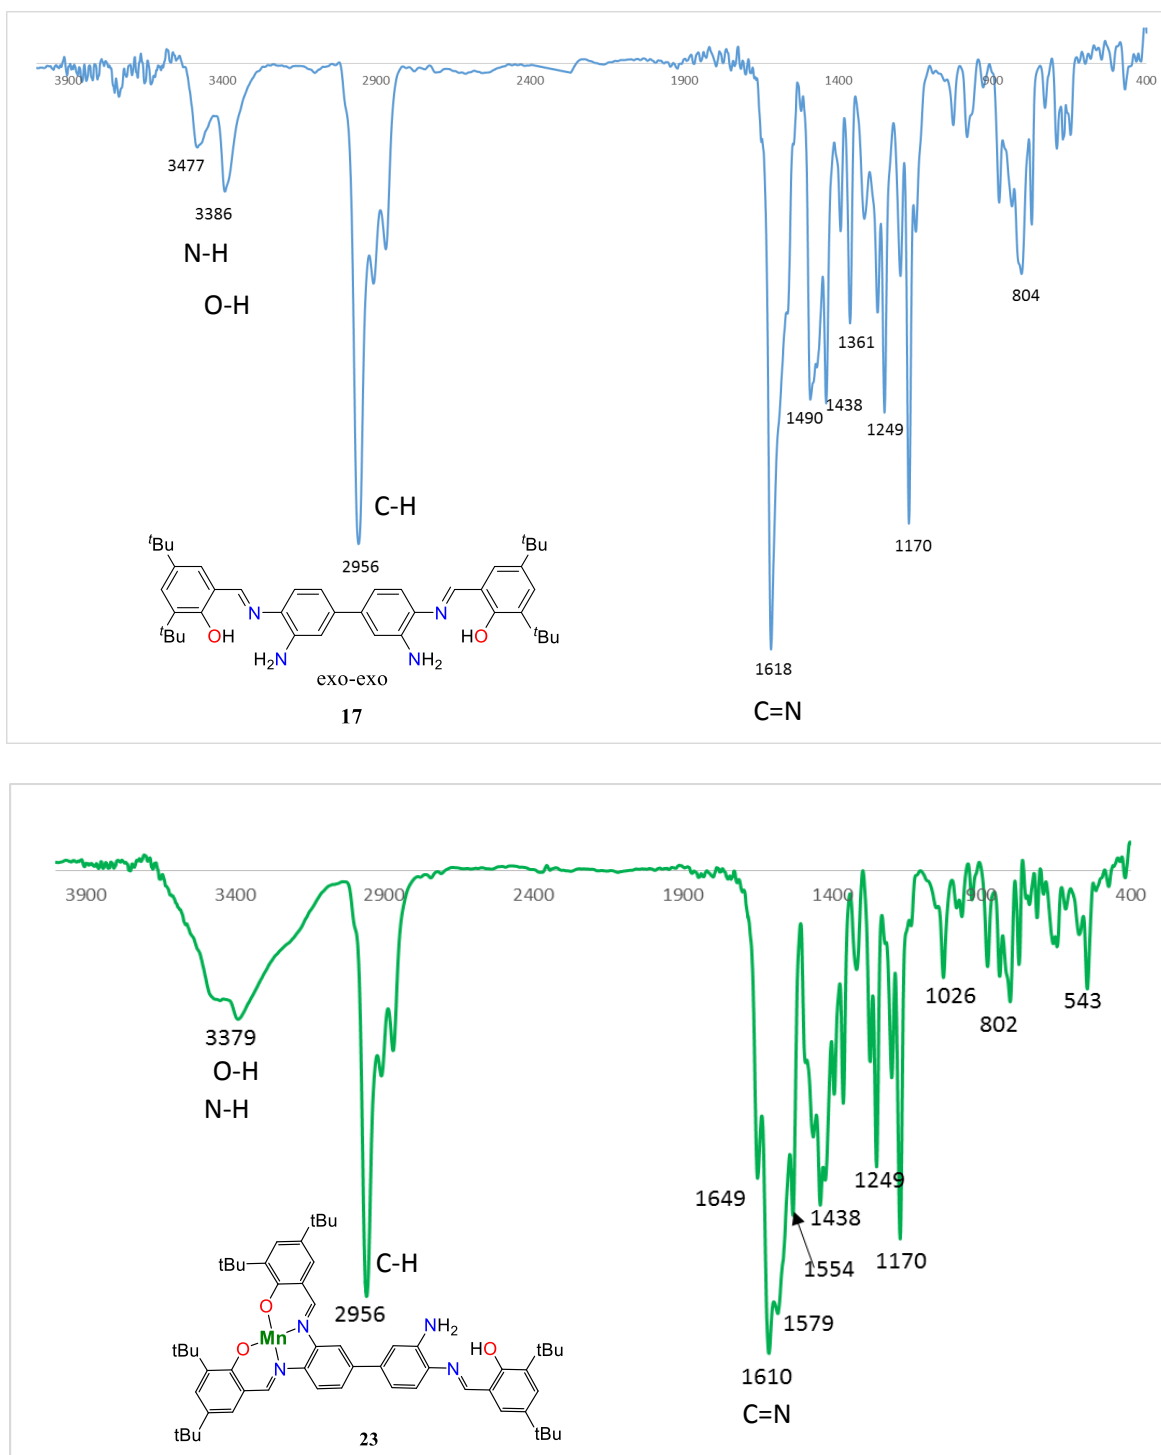 3900 3400 2900 2400 1900 1400 900 400
3477
3386
N-H
O-H
804
1361
1490
1438
1249
C-H
1170
2956
tBu
tBu
N
N
tBu
OH
HO
tBu
H2N
NH2
exo-exo
17
1618
C=N
3900 3400 2900 2400 1900 1400 900 400
3379
O-H
N-H
1026
802
543
1649
1438
1249
1554
1170
C-H
2956
1579
1610
C=N
tBu
tBu
O
N
Mn
NH2
tBu
O
N
N
HO
tBu
tBu
tBu
23